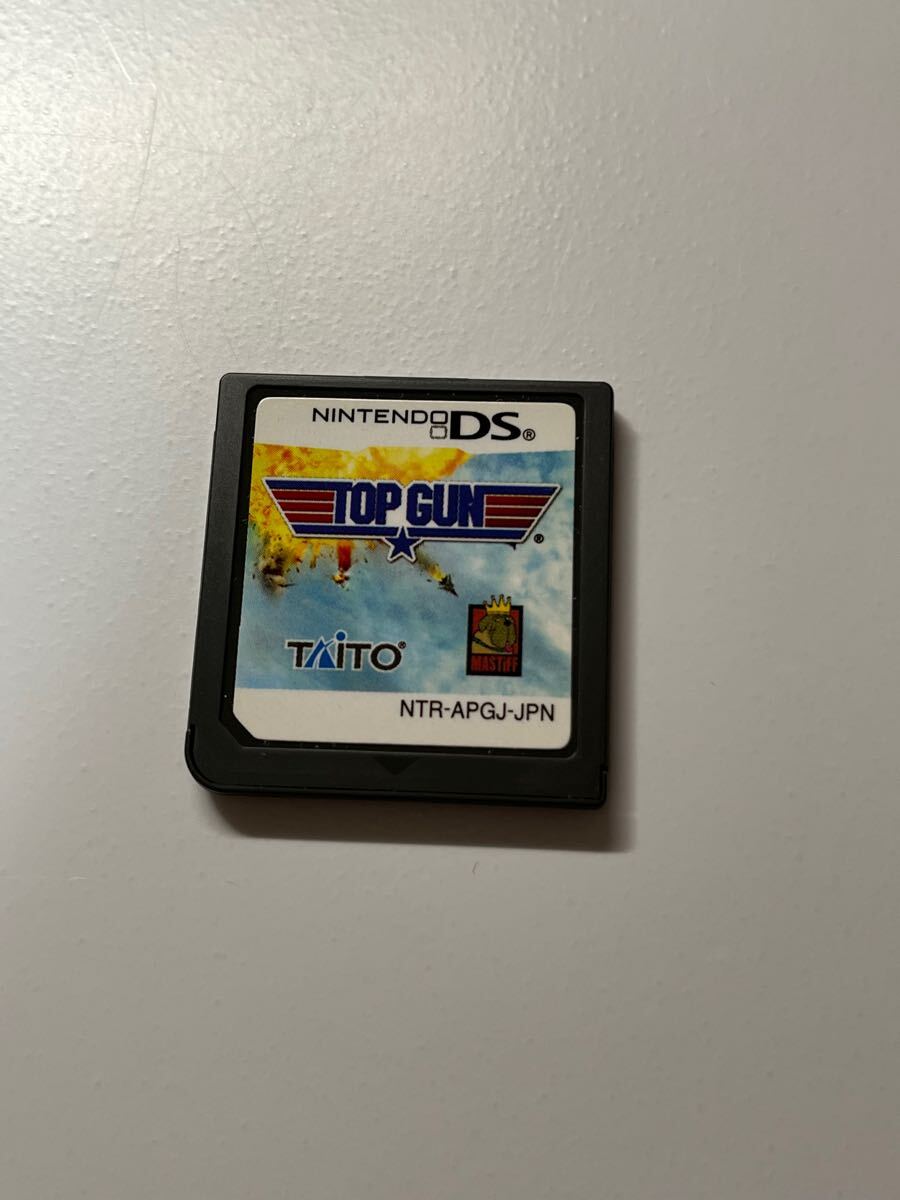 NINTENDO DS®
TOP GUN®
TAITO®
MASTiFF
NTR-APGJ-JPN